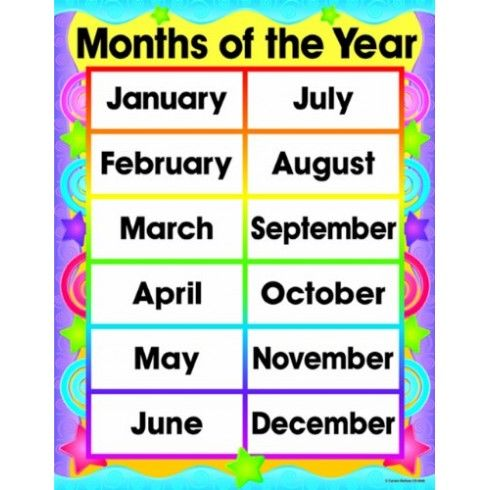 Months of the Year
January July
February August
March September
April October
May November
June December